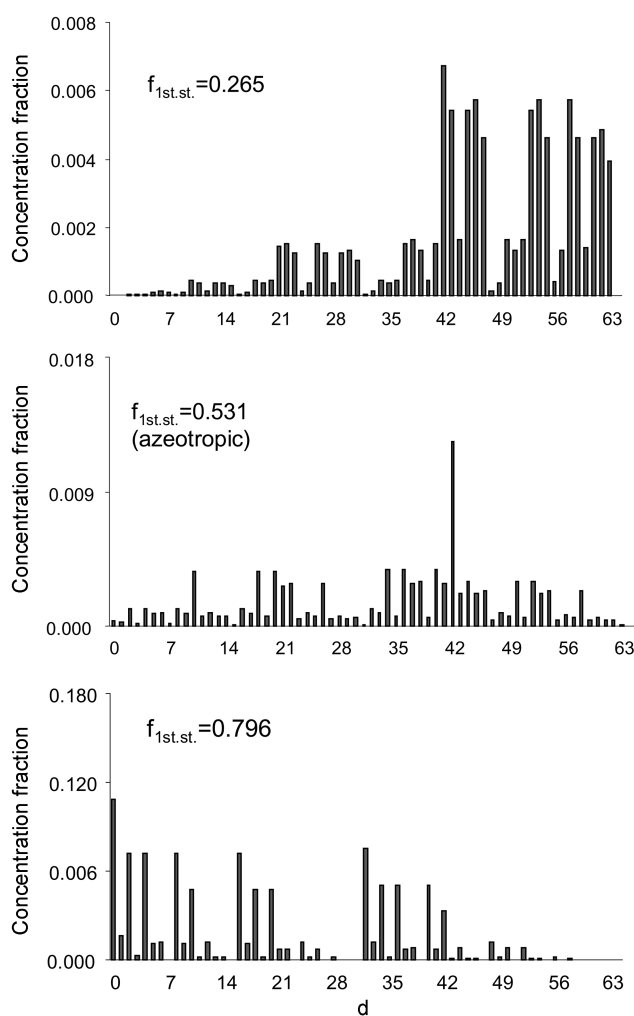 0.008
0.006
0.004
0.002
0.000
Concentration fraction
f1st.st.=0.265
0 7 14 21 28 35 42 49 56 63
0.018
0.009
0.000
Concentration fraction
f1st.st.=0.531
(azeotropic)
0 7 14 21 28 35 42 49 56 63
0.180
0.120
0.006
0.000
Concentration fraction
f1st.st.=0.796
0 7 14 21 28 35 42 49 56 63
d